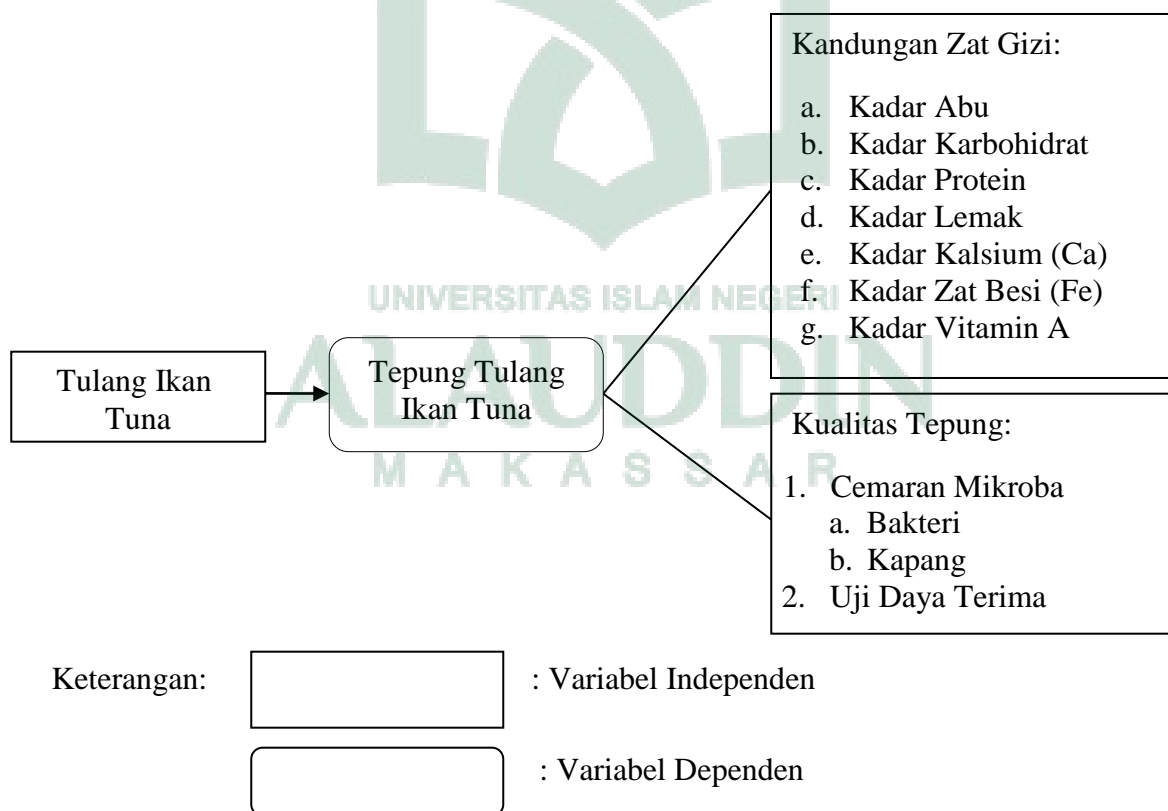 Kandungan Zat Gizi:
a. Kadar Abu
b. Kadar Karbohidrat
c. Kadar Protein
d. Kadar Lemak
e. Kadar Kalsium (Ca)
f. Kadar Zat Besi (Fe)
g. Kadar Vitamin A
UNIVERSITAS ISLAM NEGERI
ALAUDDIN
MAKASSAR
Tulang Ikan
Tuna
Tepung Tulang
Ikan Tuna
Kualitas Tepung:
1. Cemaran Mikroba
a. Bakteri
b. Kapang
2. Uji Daya Terima
Keterangan:
: Variabel Independen
: Variabel Dependen